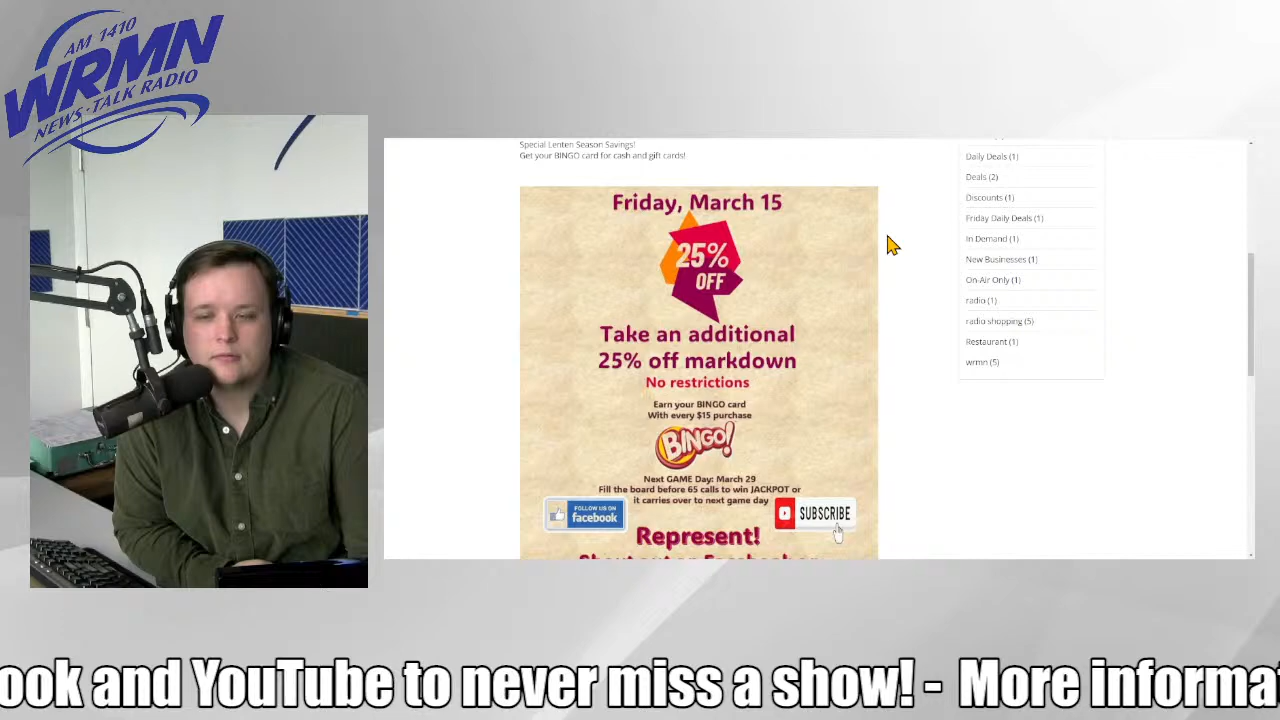 AM 1410
WRMN
NEWS-TALK RADIO
Special Lenten Season Savings!
Get your BINGO card for cash and gift cards!
Friday, March 15
25%
OFF
Take an additional
25% off markdown
No restrictions
Earn your BINGO card
With every $15 purchase
BINGO!
Next GAME Day: March 29
Fill the board before 65 calls to win JACKPOT or
it carries over to next game day
FOLLOW US ON
facebook
SUBSCRIBE
Represent!
Daily Deals (1)
Deals (2)
Discounts (1)
Friday Daily Deals (1)
In Demand (1)
New Businesses (1)
On-Air Only (1)
radio (1)
radio shopping (5)
Restaurant (1)
wrmn (5)
ook and YouTube to never miss a show! - More informa